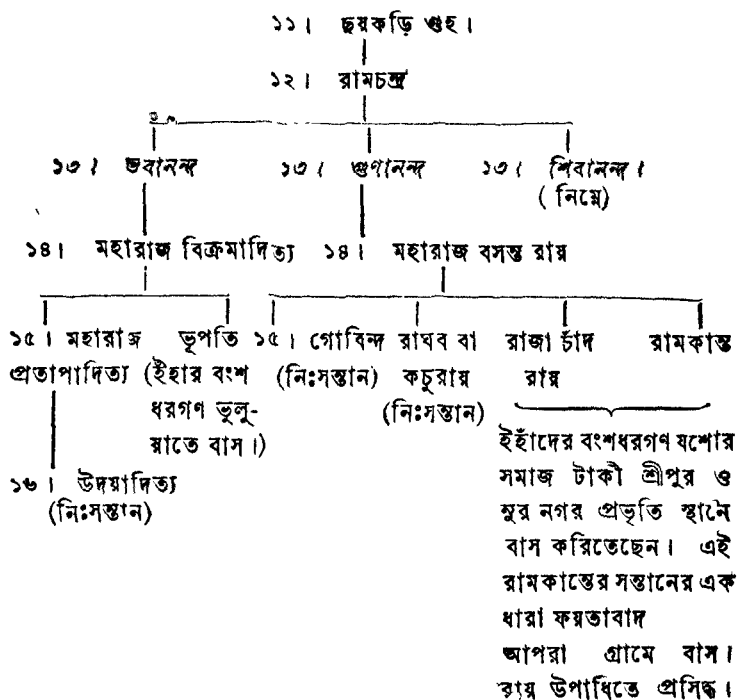 ১১। ছয়কড়ি গুহ।
১২। রামচন্দ্র
১৩। ভবানন্দ ১৩। গুণানন্দ ১৩। শিবানন্দ।
(নিম্নে)
১৪। মহারাজ বিক্রমাদিত্য ১৪। মহারাজ বসন্ত রায়
১৫। মহারাজ ভূপতি ১৫। গোবিন্দ রাঘব বা রাজা চাঁদ রামকান্ত
প্রতাপাদিত্য (ইহার বংশ (নিঃসন্তান) কচুরায় রায়
ধরগণ ভুলু- (নিঃসন্তান)
য়াতে বাস।)
১৬। উদয়াদিত্য
(নিঃসন্তান)
ইহাঁদের বংশধরগণ যশোর
সমাজ টাকী শ্রীপুর ও
নুর নগর প্রভৃতি স্থানে
বাস করিতেছেন। এই
রামকান্তের সন্তানের এক
ধারা ফয়তাবাদ
আপরা গ্রামে বাস।
রায় উপাধিতে প্রসিদ্ধ।